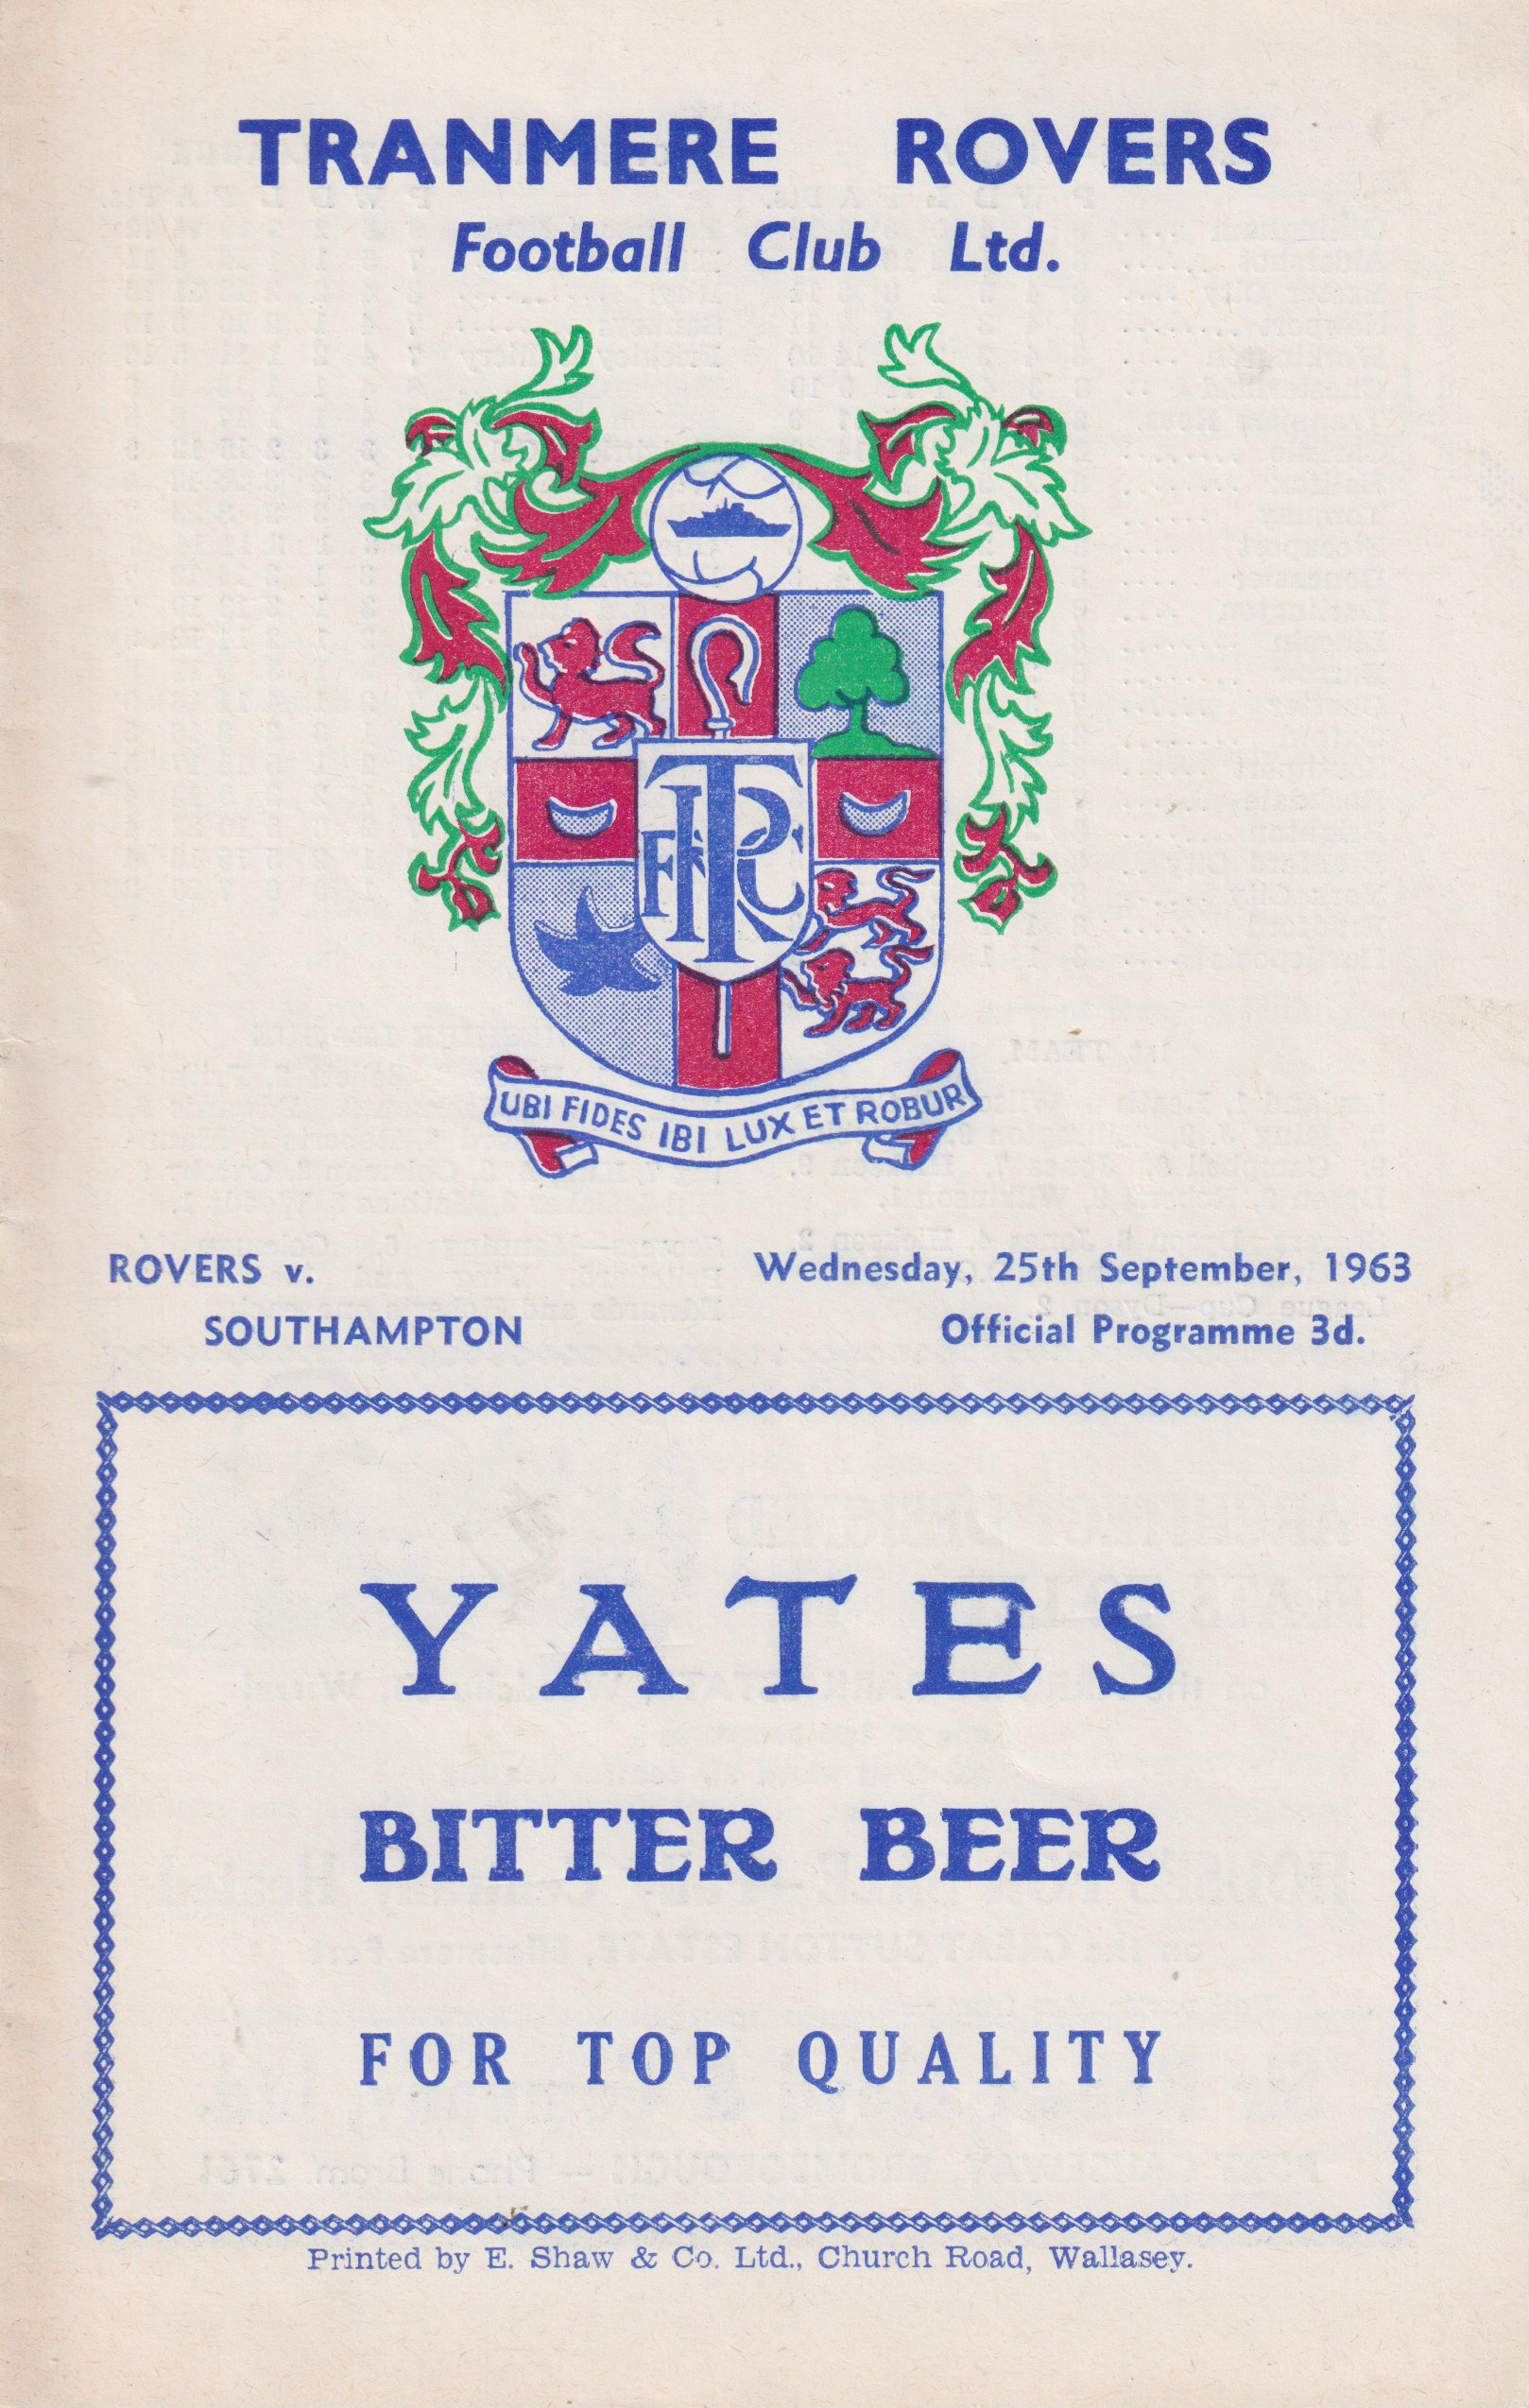 TRANMERE ROVERS
Football Club Ltd.
TRFC
UBI FIDES IBI LUX ET ROBUR
ROVERS v.
SOUTHAMPTON
Wednesday, 25th September, 1963
Official Programme 3d.
YATES
BITTER BEER
FOR TOP QUALITY
Printed by E. Shaw & Co. Ltd., Church Road, Wallasey.